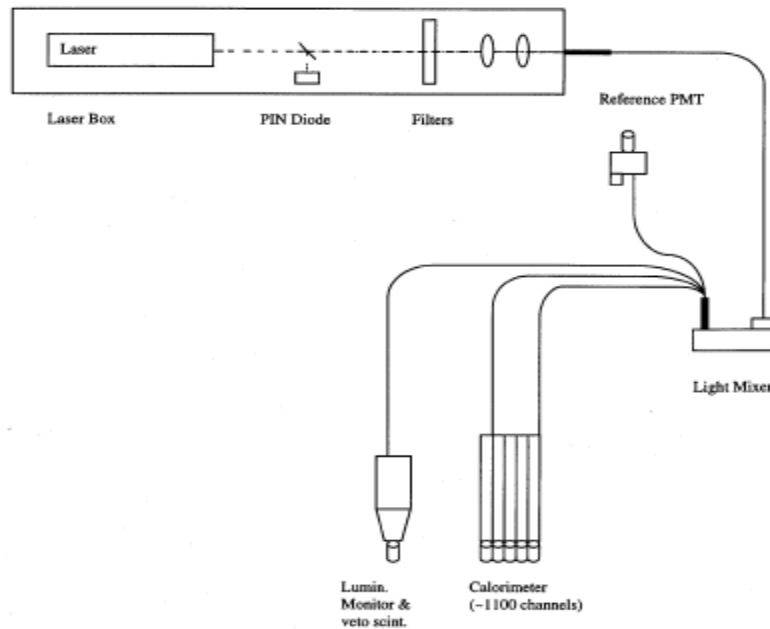 Laser
Laser Box
PIN Diode
Filters
Reference PMT
Light Mixer
Lumin.
Monitor &
veto scint.
Calorimeter
(~1100 channels)